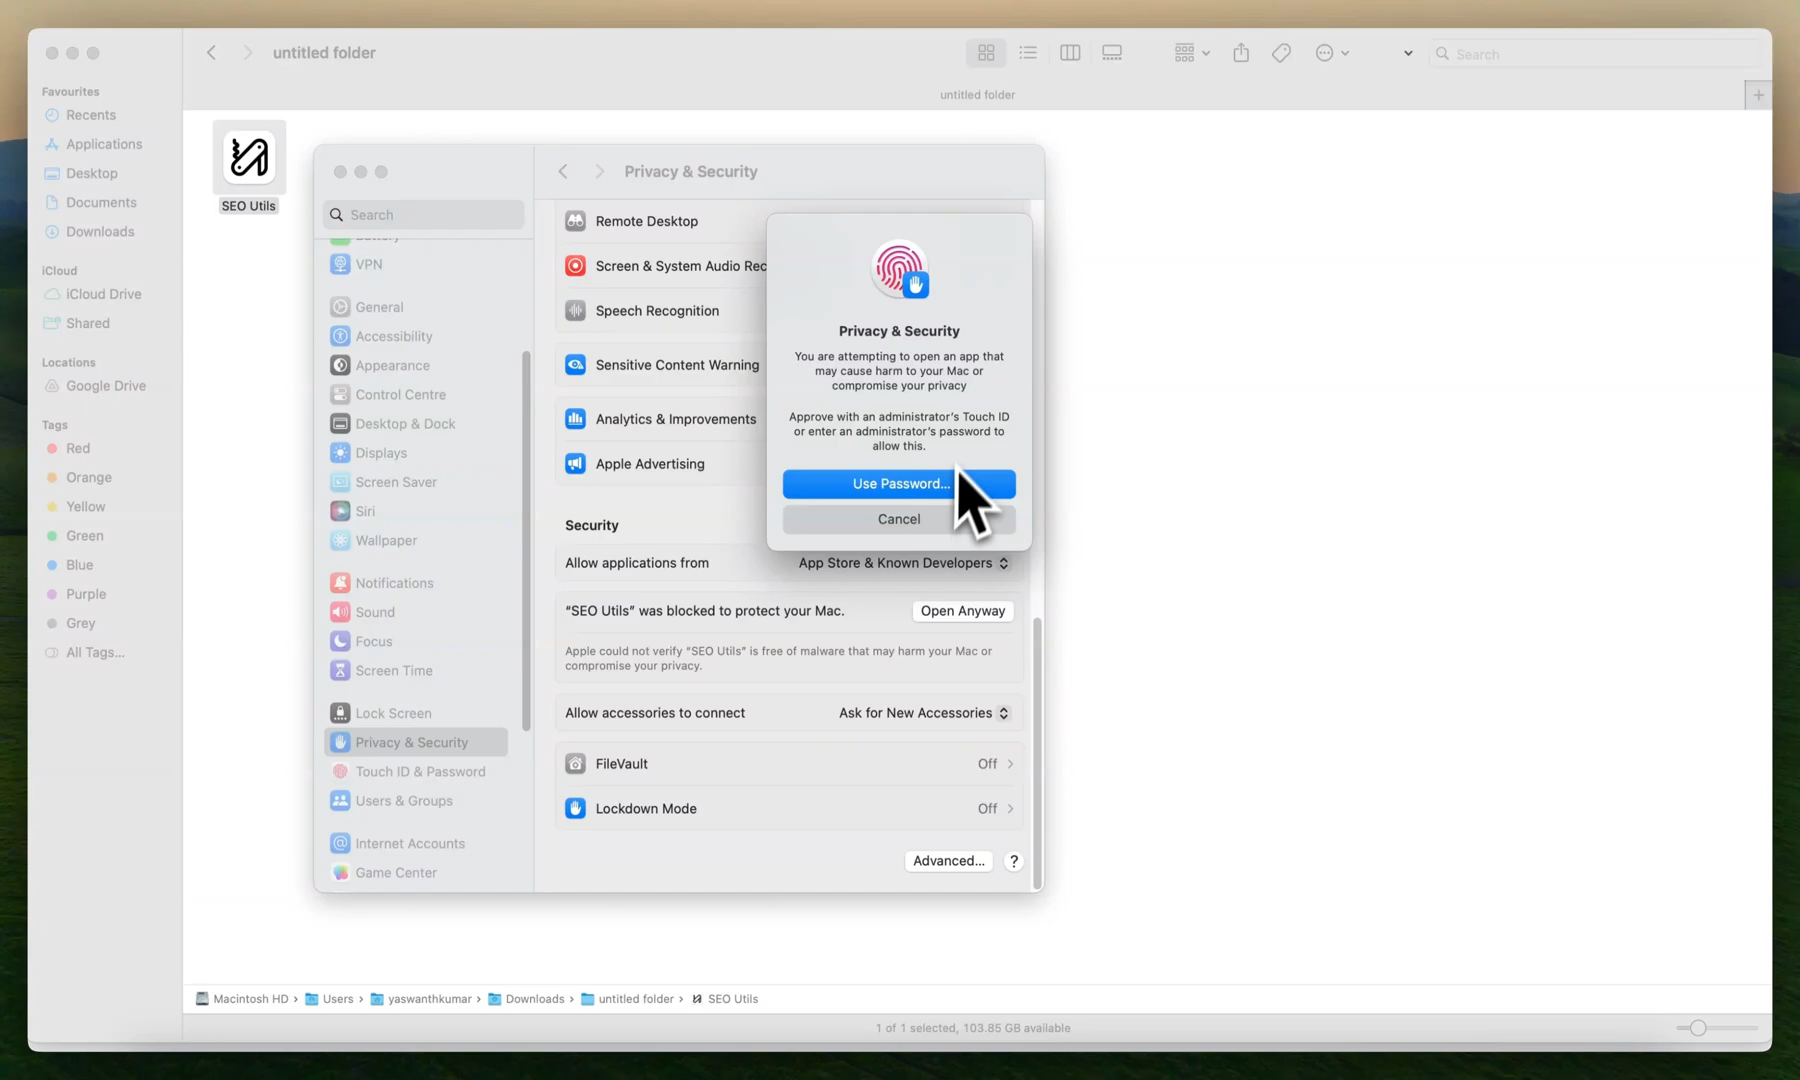 untitled folder
Search
untitled folder
+
Favourites
Recents
Applications
Desktop
Documents
Downloads
iCloud
iCloud Drive
Shared
Locations
Google Drive
Tags
Red
Orange
Yellow
Green
Blue
Purple
Grey
All Tags...
SEO Utils
Search
VPN
General
Accessibility
Appearance
Control Centre
Desktop & Dock
Displays
Screen Saver
Siri
Wallpaper
Notifications
Sound
Focus
Screen Time
Lock Screen
Privacy & Security
Touch ID & Password
Users & Groups
Internet Accounts
Game Center
Privacy & Security
Remote Desktop
Screen & System Audio Rec
Speech Recognition
Sensitive Content Warning
Analytics & Improvements
Apple Advertising
Privacy & Security
You are attempting to open an app that
may cause harm to your Mac or
compromise your privacy
Approve with an administrator's Touch ID
or enter an administrator's password to
allow this.
Use Password...
Cancel
Security
Allow applications from App Store & Known Developers
"SEO Utils" was blocked to protect your Mac. Open Anyway
Apple could not verify "SEO Utils" is free of malware that may harm your Mac or
compromise your privacy.
Allow accessories to connect Ask for New Accessories
FileVault Off
Lockdown Mode Off
Advanced... ?
Macintosh HD › Users › yaswanthkumar › Downloads › untitled folder › SEO Utils
1 of 1 selected, 103.85 GB available